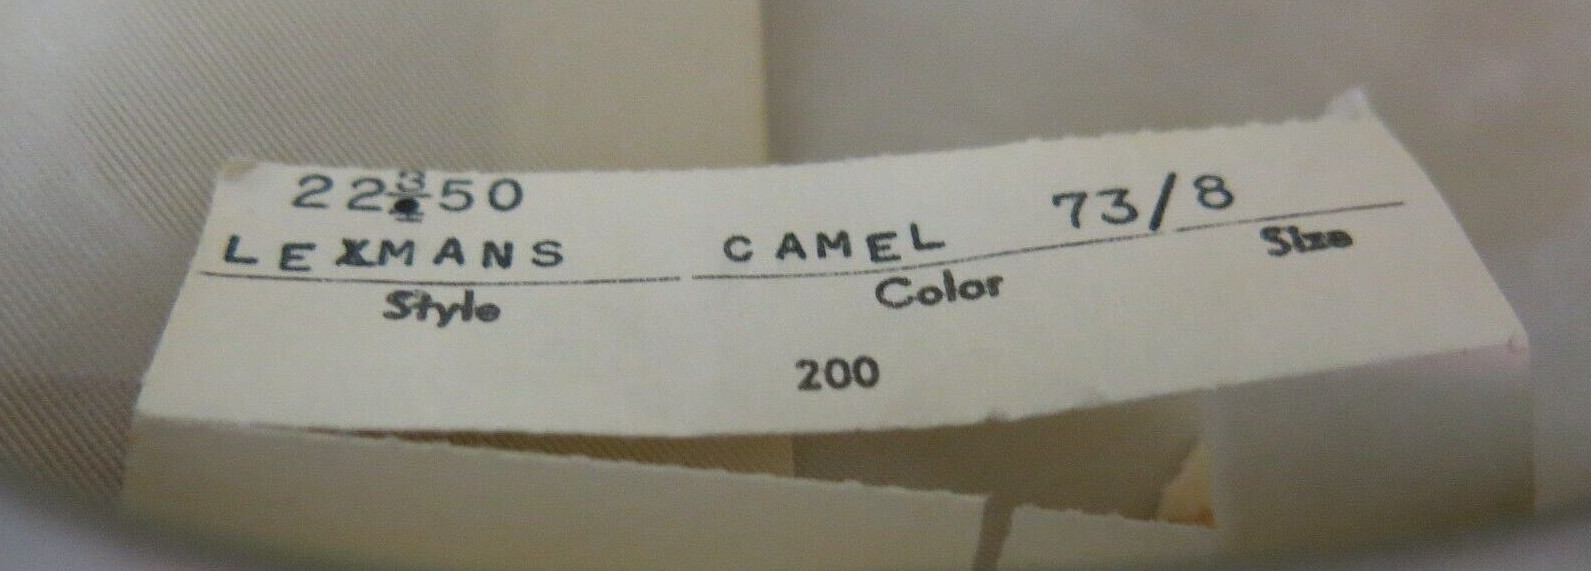 22350
LEXMANS CAMEL 73/8
Style Color Size
200